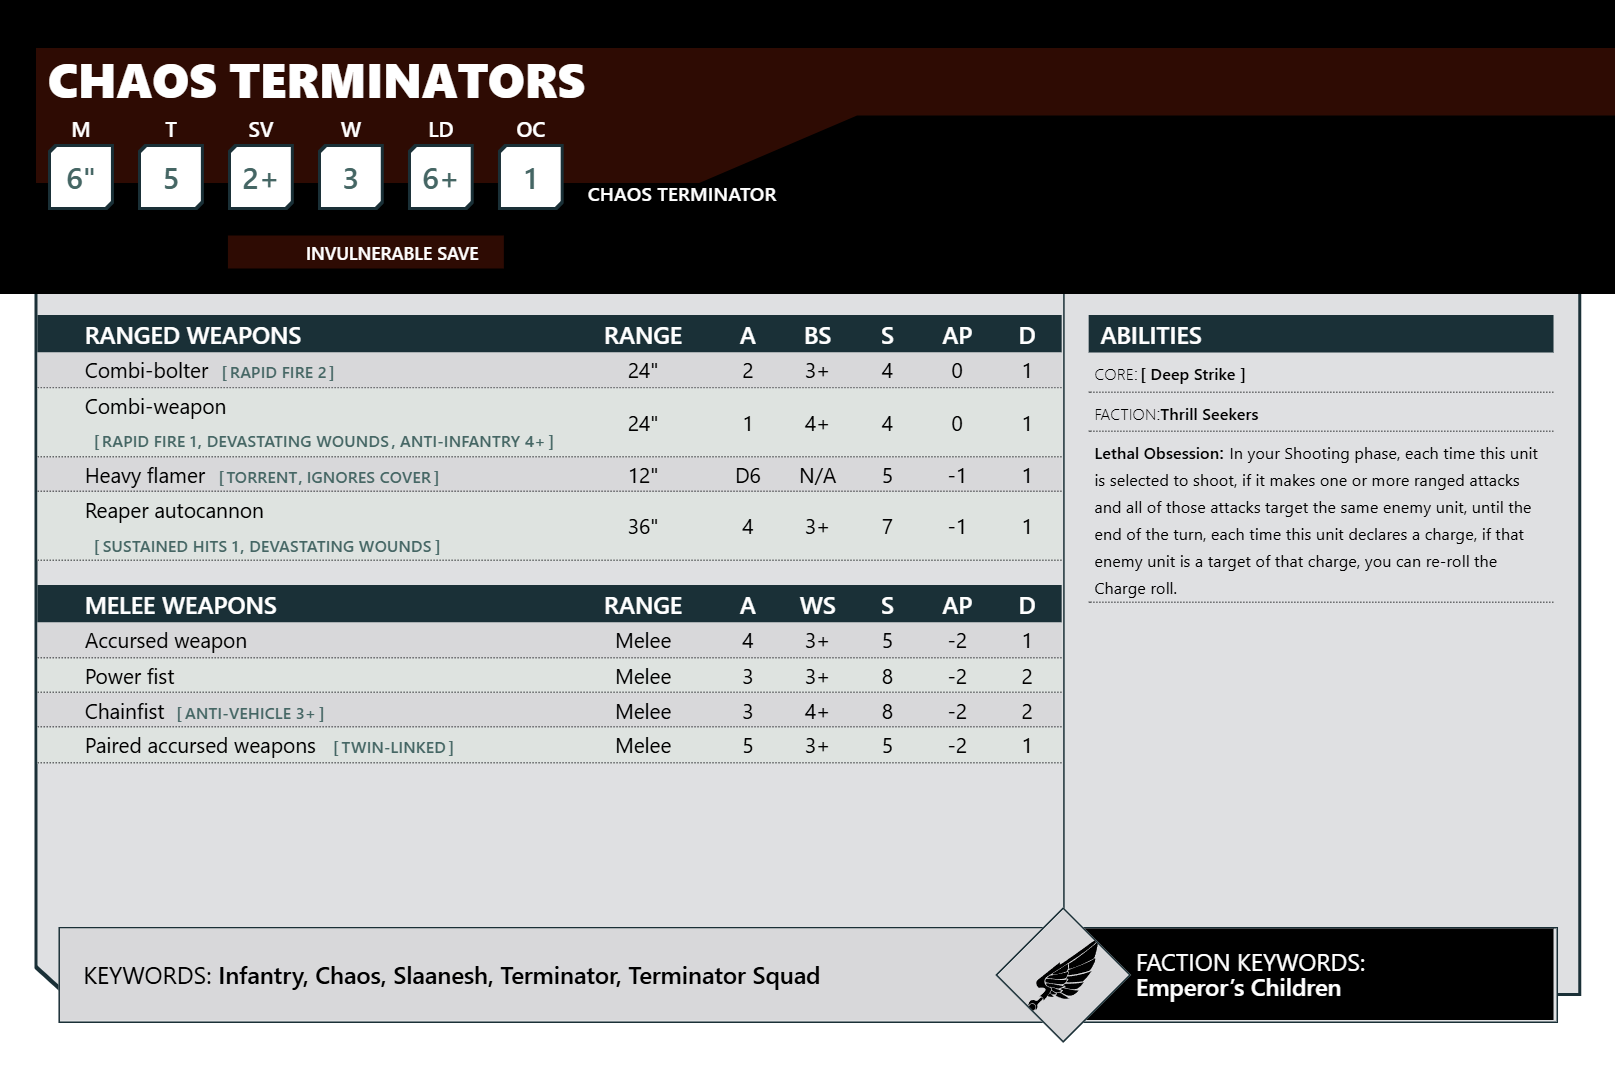 CHAOS TERMINATORS
M T SV W LD OC
6" 5 2+ 3 6+ 1
CHAOS TERMINATOR
INVULNERABLE SAVE
RANGED WEAPONS RANGE A BS S AP D
Combi-bolter [ RAPID FIRE 2 ] 24" 2 3+ 4 0 1
Combi-weapon
[ RAPID FIRE 1, DEVASTATING WOUNDS , ANTI-INFANTRY 4+ ] 24" 1 4+ 4 0 1
Heavy flamer [ TORRENT, IGNORES COVER ] 12" D6 N/A 5 -1 1
Reaper autocannon
[ SUSTAINED HITS 1, DEVASTATING WOUNDS ] 36" 4 3+ 7 -1 1
MELEE WEAPONS RANGE A WS S AP D
Accursed weapon Melee 4 3+ 5 -2 1
Power fist Melee 3 3+ 8 -2 2
Chainfist [ ANTI-VEHICLE 3+ ] Melee 3 4+ 8 -2 2
Paired accursed weapons [ TWIN-LINKED ] Melee 5 3+ 5 -2 1
ABILITIES
CORE: [ Deep Strike ]
FACTION:Thrill Seekers
Lethal Obsession: In your Shooting phase, each time this unit
is selected to shoot, if it makes one or more ranged attacks
and all of those attacks target the same enemy unit, until the
end of the turn, each time this unit declares a charge, if that
enemy unit is a target of that charge, you can re-roll the
Charge roll.
KEYWORDS: Infantry, Chaos, Slaanesh, Terminator, Terminator Squad
FACTION KEYWORDS:
Emperor’s Children